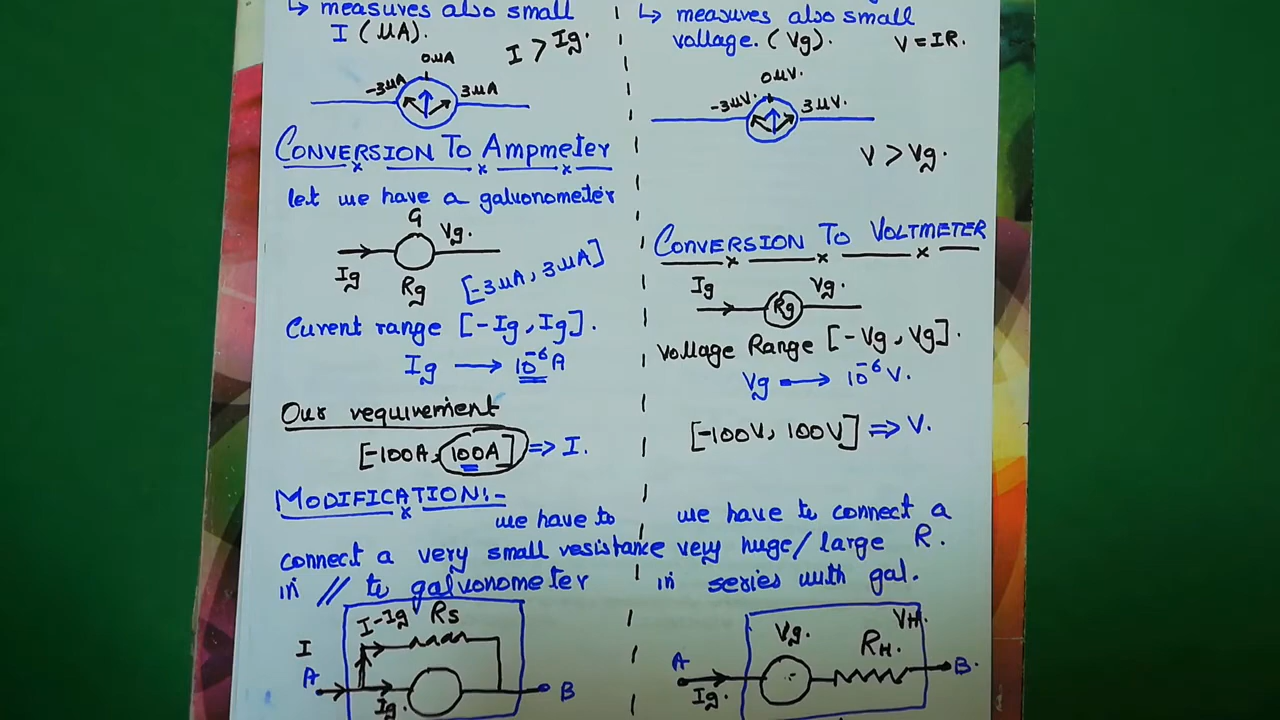 ↳ measures also small
I (μA).
I > Ig.
0μA
-3μA
3μA
CONVERSION To Ampmeter
let we have a galvonometer
G
Vg.
Ig
Rg
[-3μA, 3μA]
Current range [-Ig, Ig].
Ig → 10⁻⁶A
Our requirement
[-100A, 100A] ⇒ I.
MODIFICATION:-
we have to
connect a very small resistance
in // to galvonometer
I-Ig
Rs
I
A
Ig.
B
↳ measures also small
voltage. (Vg).
V = IR.
0μV.
-3μV.
3μV.
V > Vg.
CONVERSION TO VOLTMETER
Ig
Vg.
Rg
Voltage Range [-Vg, Vg].
Vg → 10⁻⁶ V.
[-100V, 100V] ⇒ V.
we have to connect a
very huge/large R.
in series with gal.
Vg.
VH.
RH.
A
Ig.
B.